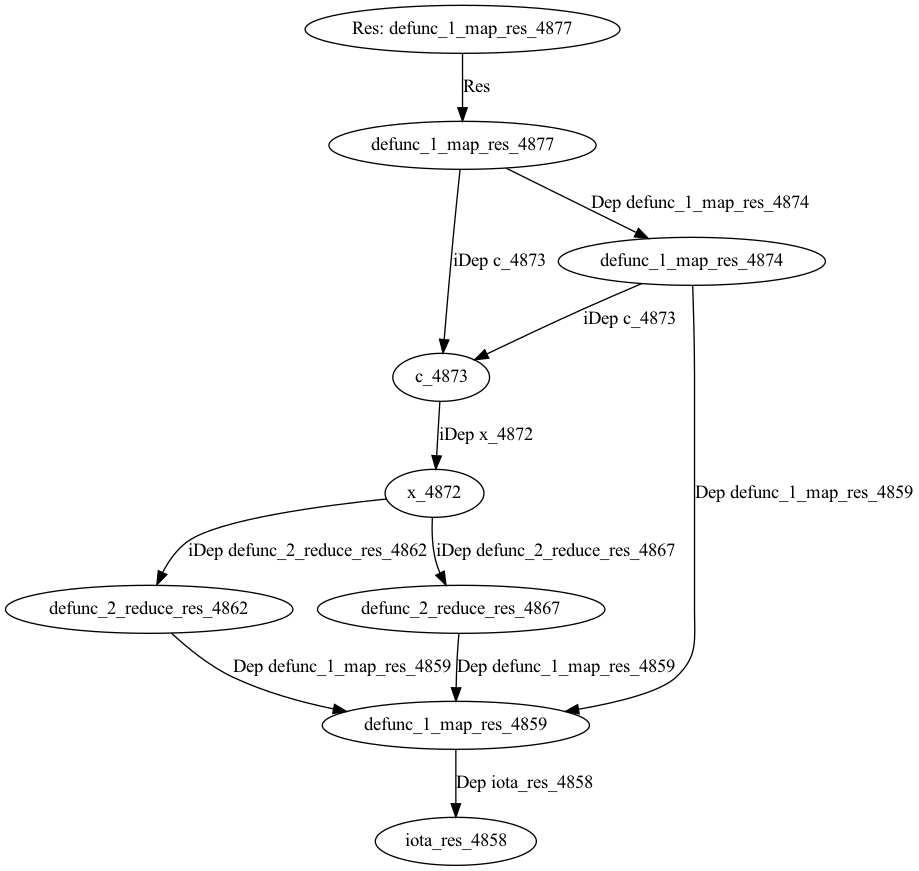 Res: defunc_1_map_res_4877
Res
defunc_1_map_res_4877
Dep defunc_1_map_res_4874
iDep c_4873
defunc_1_map_res_4874
iDep c_4873
c_4873
iDep x_4872
x_4872
Dep defunc_1_map_res_4859
iDep defunc_2_reduce_res_4862
iDep defunc_2_reduce_res_4867
defunc_2_reduce_res_4862
defunc_2_reduce_res_4867
Dep defunc_1_map_res_4859
Dep defunc_1_map_res_4859
defunc_1_map_res_4859
Dep iota_res_4858
iota_res_4858